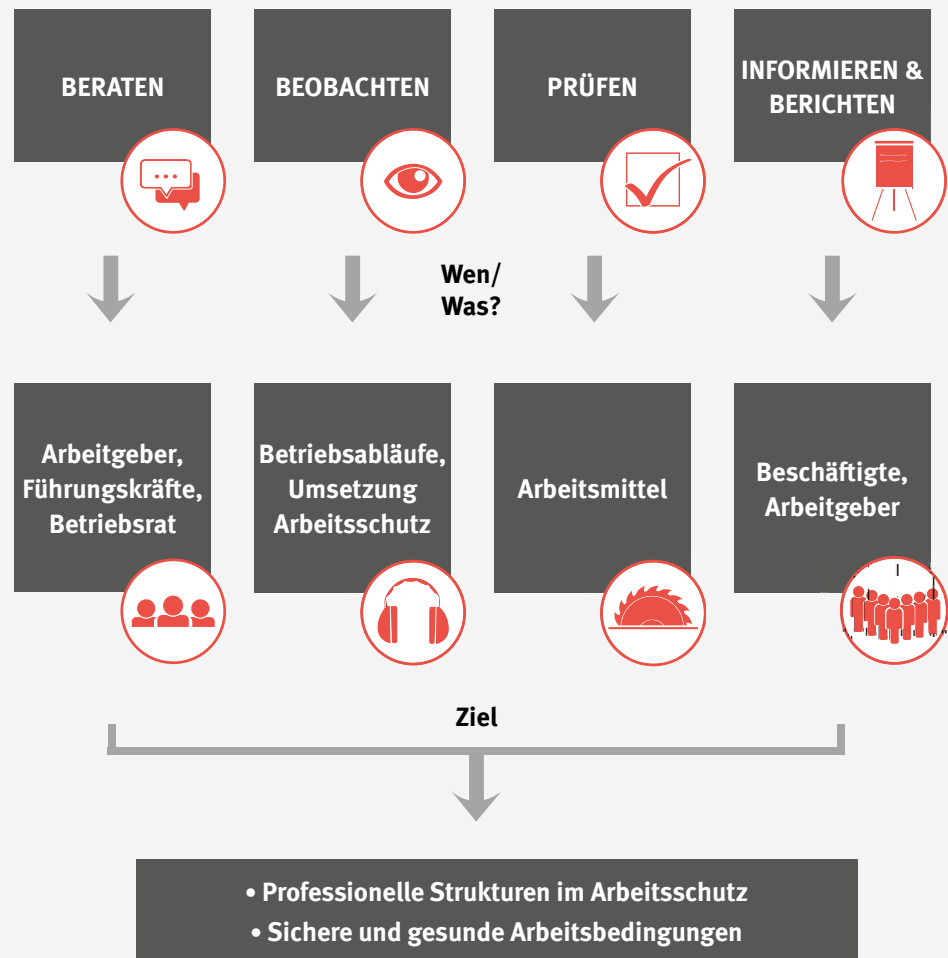 BERATEN
BEOBACHTEN
PRÜFEN
INFORMIEREN &
BERICHTEN
Wen/
Was?
Arbeitgeber,
Führungskräfte,
Betriebsrat
Betriebsabläufe,
Umsetzung
Arbeitsschutz
Arbeitsmittel
Beschäftigte,
Arbeitgeber
Ziel
• Professionelle Strukturen im Arbeitsschutz
• Sichere und gesunde Arbeitsbedingungen